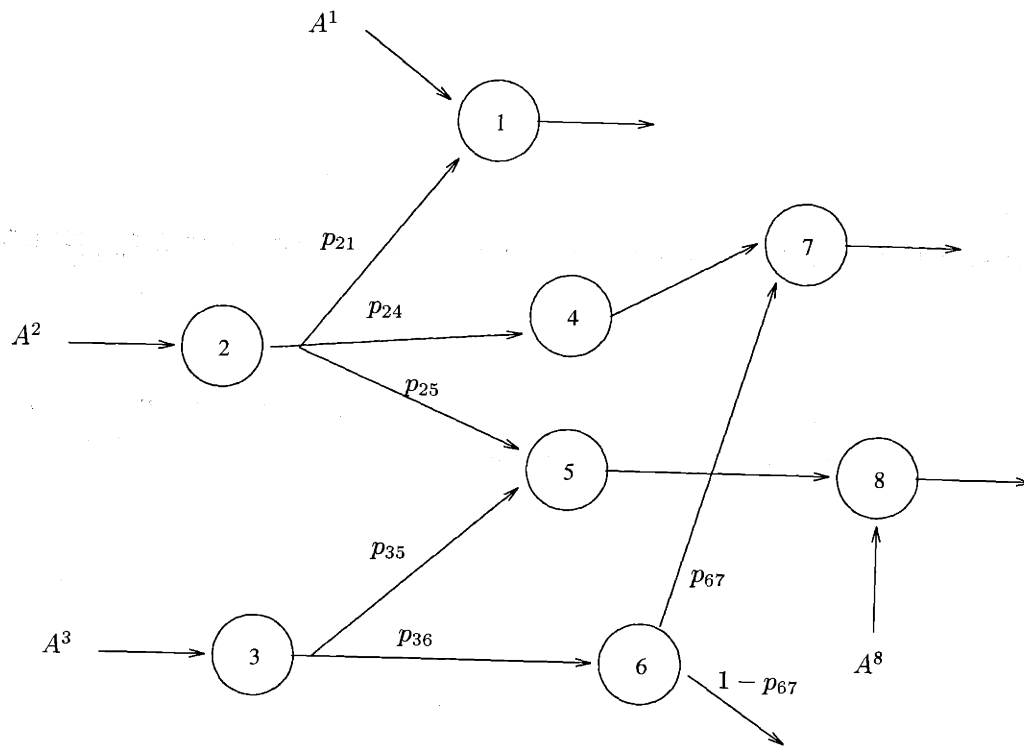 A¹
1
p₂₁
7
p₂₄
4
A²
2
p₂₅
5
8
p₃₅
p₆₇
A³
3
p₃₆
6
A⁸
1 − p₆₇